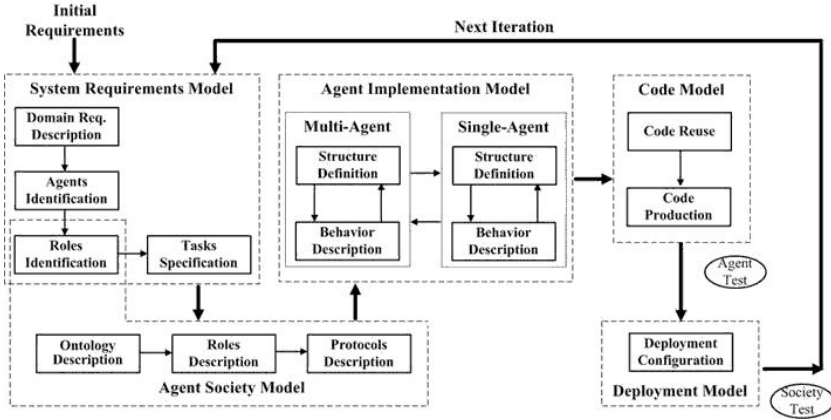 Initial
Requirements
Next Iteration
System Requirements Model
Domain Req.
Description
Agents
Identification
Roles
Identification
Tasks
Specification
Agent Implementation Model
Multi-Agent
Structure
Definition
Behavior
Description
Single-Agent
Structure
Definition
Behavior
Description
Code Model
Code Reuse
Code
Production
Agent
Test
Ontology
Description
Roles
Description
Protocols
Description
Agent Society Model
Deployment
Configuration
Deployment Model
Society
Test